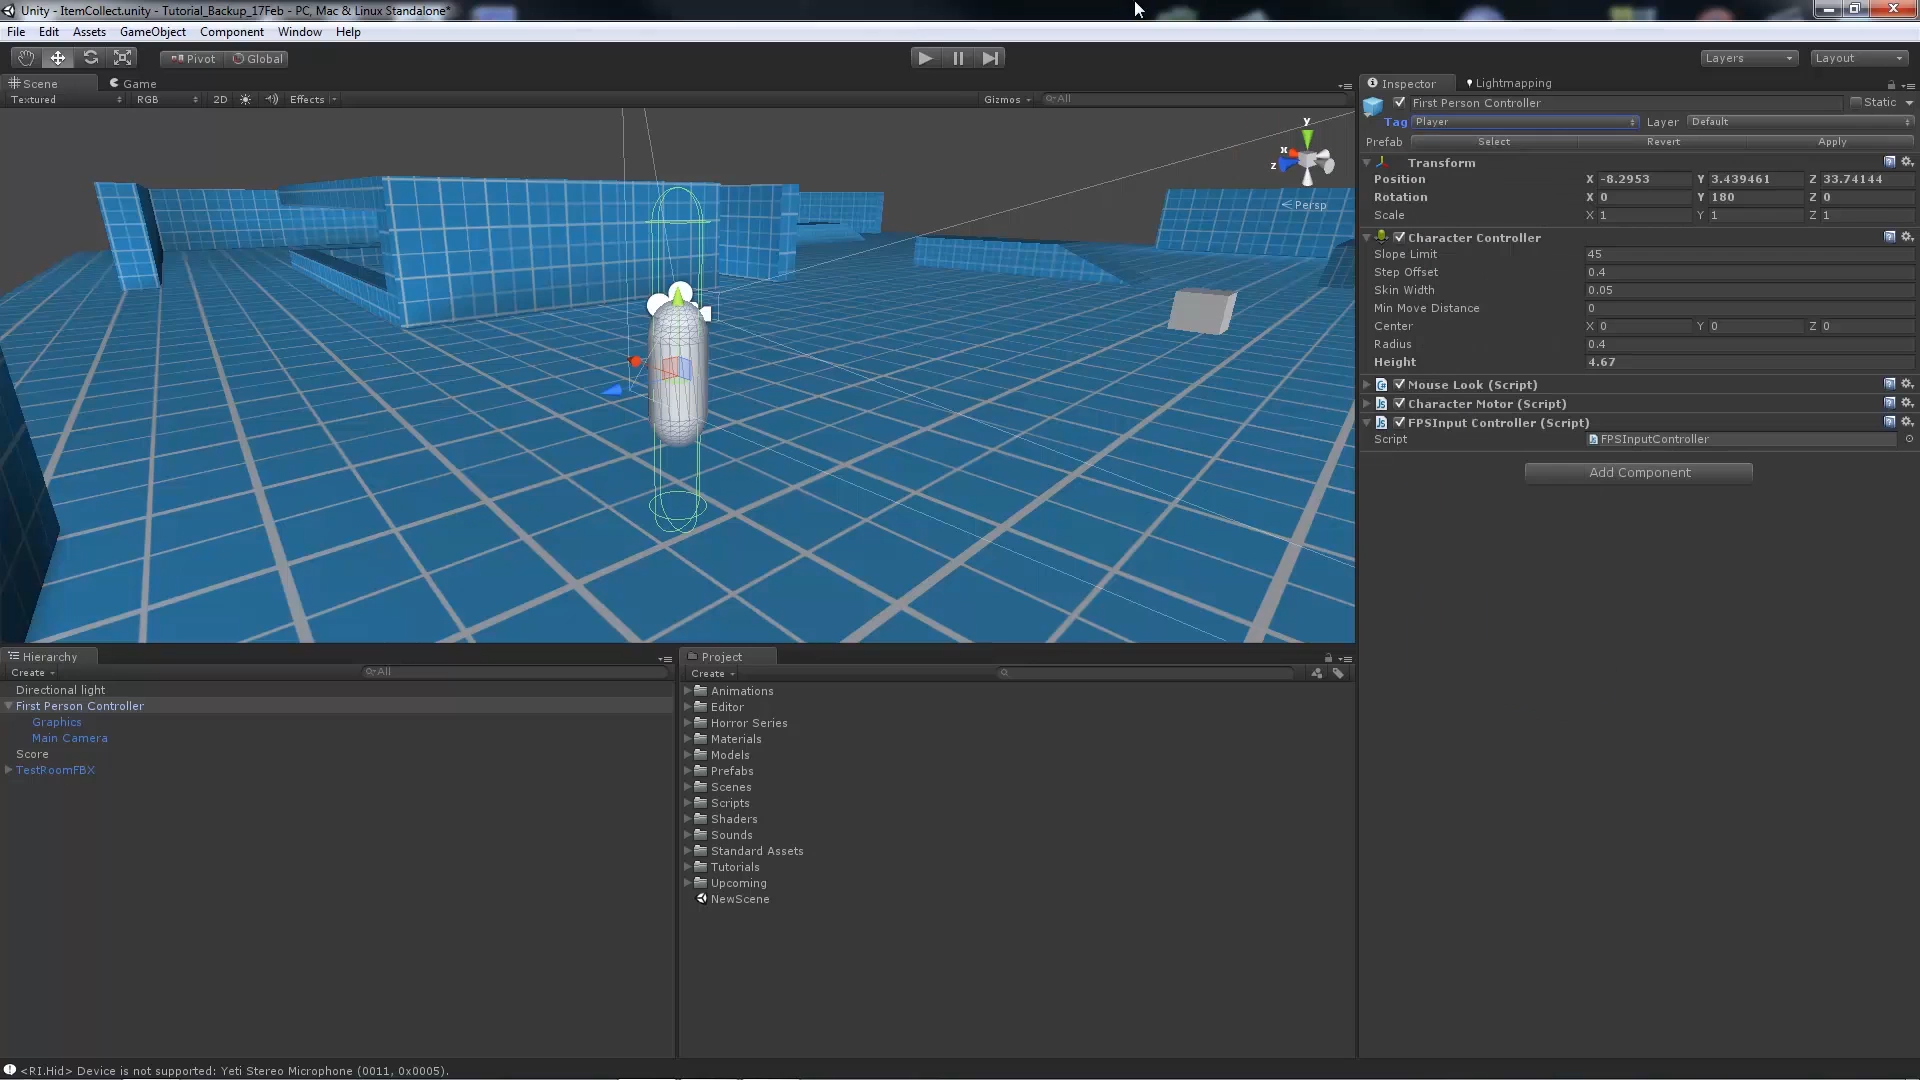 Unity - ItemCollect.unity - Tutorial_Backup_17Feb - PC, Mac & Linux Standalone*
File Edit Assets GameObject Component Window Help
Pivot Global Layers Layout
Scene Game
Textured RGB 2D Effects Gizmos All
y
x
z
Persp
Inspector Lightmapping
First Person Controller Static
Tag Player Layer Default
Prefab Select Revert Apply
Transform
Position X -8.2953 Y 3.439461 Z 33.74144
Rotation X 0 Y 180 Z 0
Scale X 1 Y 1 Z 1
Character Controller
Slope Limit 45
Step Offset 0.4
Skin Width 0.05
Min Move Distance 0
Center X 0 Y 0 Z 0
Radius 0.4
Height 4.67
Mouse Look (Script)
Character Motor (Script)
FPSInput Controller (Script)
Script FPSInputController
Add Component
Hierarchy
Create All
Directional light
First Person Controller
Graphics
Main Camera
Score
TestRoomFBX
Project
Create
Animations
Editor
Horror Series
Materials
Models
Prefabs
Scenes
Scripts
Shaders
Sounds
Standard Assets
Tutorials
Upcoming
NewScene
<RI.Hid> Device is not supported: Yeti Stereo Microphone (0011, 0x0005).